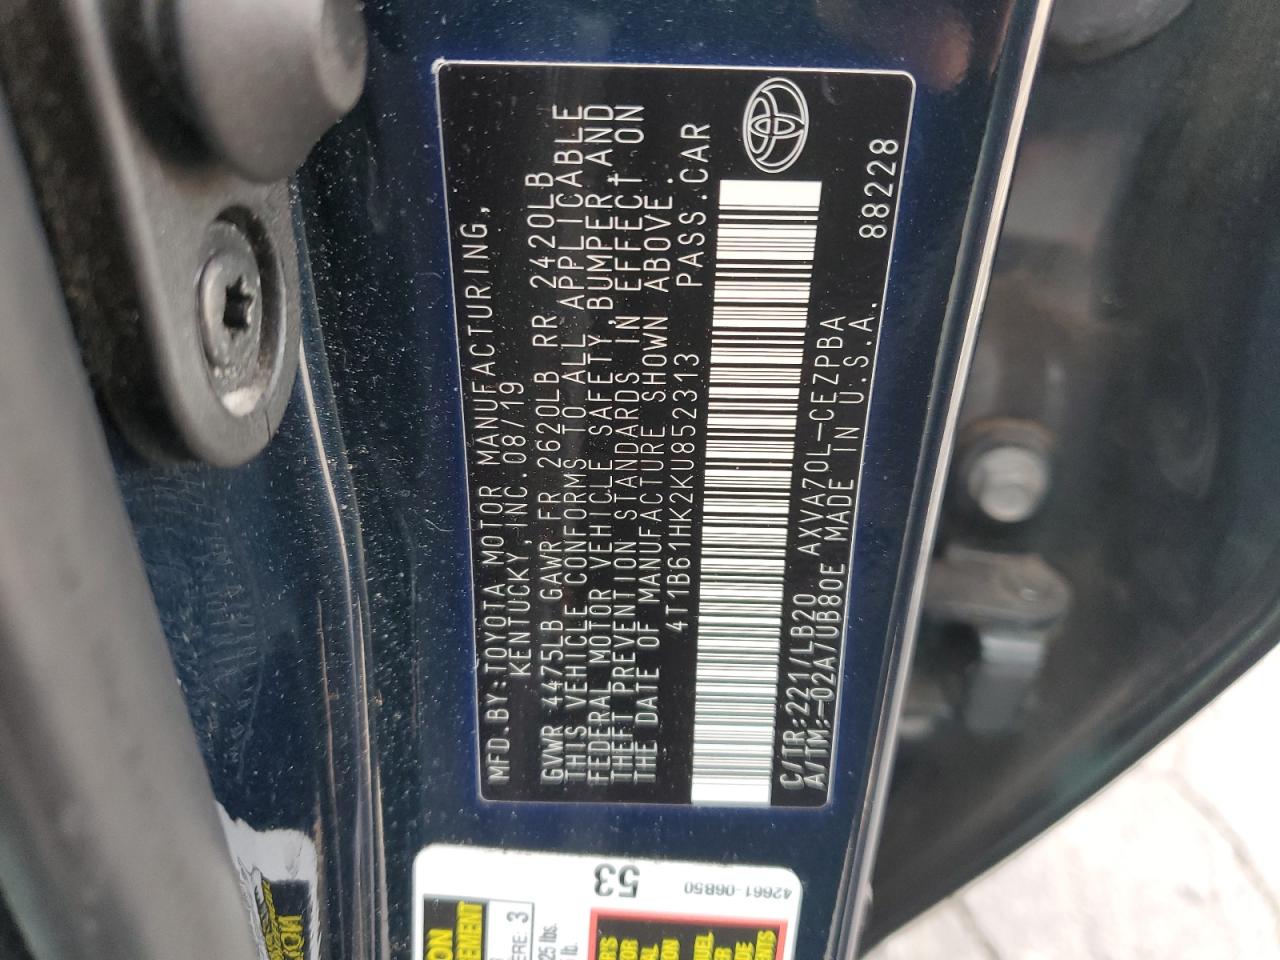 MFD.BY:TOYOTA MOTOR MANUFACTURING,
KENTUCKY,INC.08/19
GVWR 4475LB GAWR FR 2620LB RR 2420LB
THIS VEHICLE CONFORMS TO ALL APPLICABLE
FEDERAL MOTOR VEHICLE SAFETY,BUMPER,AND
THEFT PREVENTION STANDARDS IN EFFECT ON
THE DATE OF MANUFACTURE SHOWN ABOVE.
4T1B61HK2KU852313 PASS.CAR
C/TR:221/LB20 AXVA70L-CEZPBA
A/TM:-02A7UB80E MADE IN U.S.A. 88228
53
42661-06B50
3